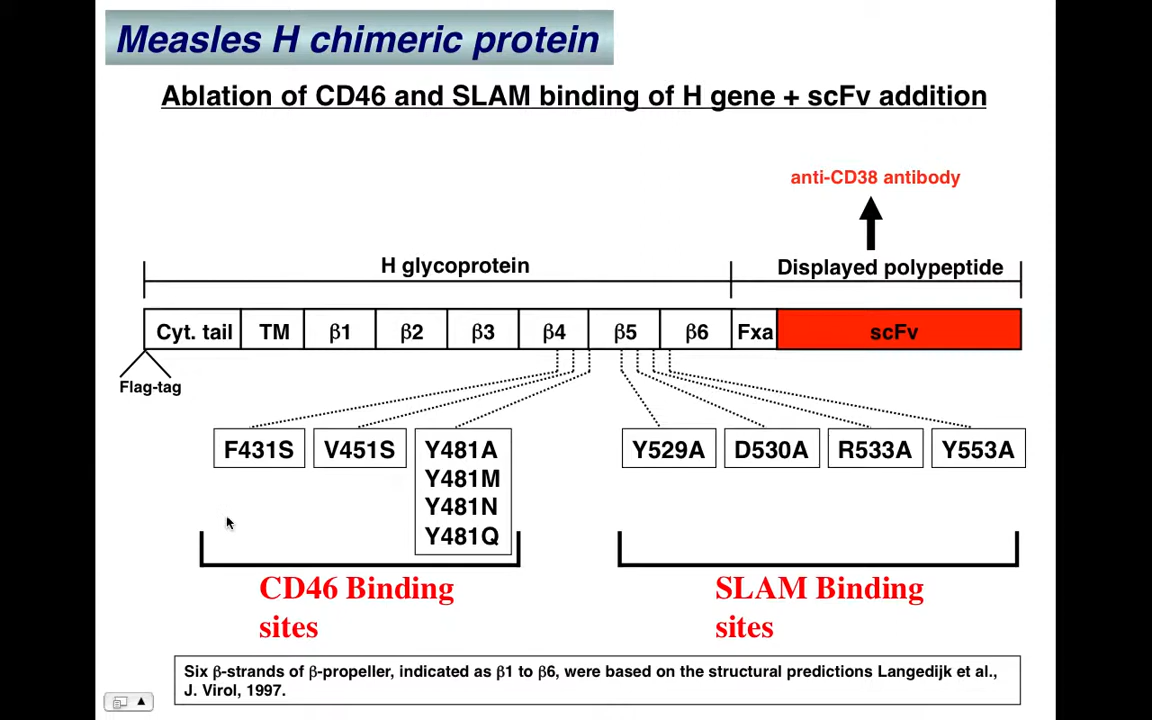 Measles H chimeric protein
Ablation of CD46 and SLAM binding of H gene + scFv addition
anti-CD38 antibody
H glycoprotein
Displayed polypeptide
Cyt. tail
TM
β1
β2
β3
β4
β5
β6
Fxa
scFv
Flag-tag
F431S
V451S
Y481A
Y481M
Y481N
Y481Q
Y529A
D530A
R533A
Y553A
CD46 Binding
sites
SLAM Binding
sites
Six β-strands of β-propeller, indicated as β1 to β6, were based on the structural predictions Langedijk et al.,
J. Virol, 1997.